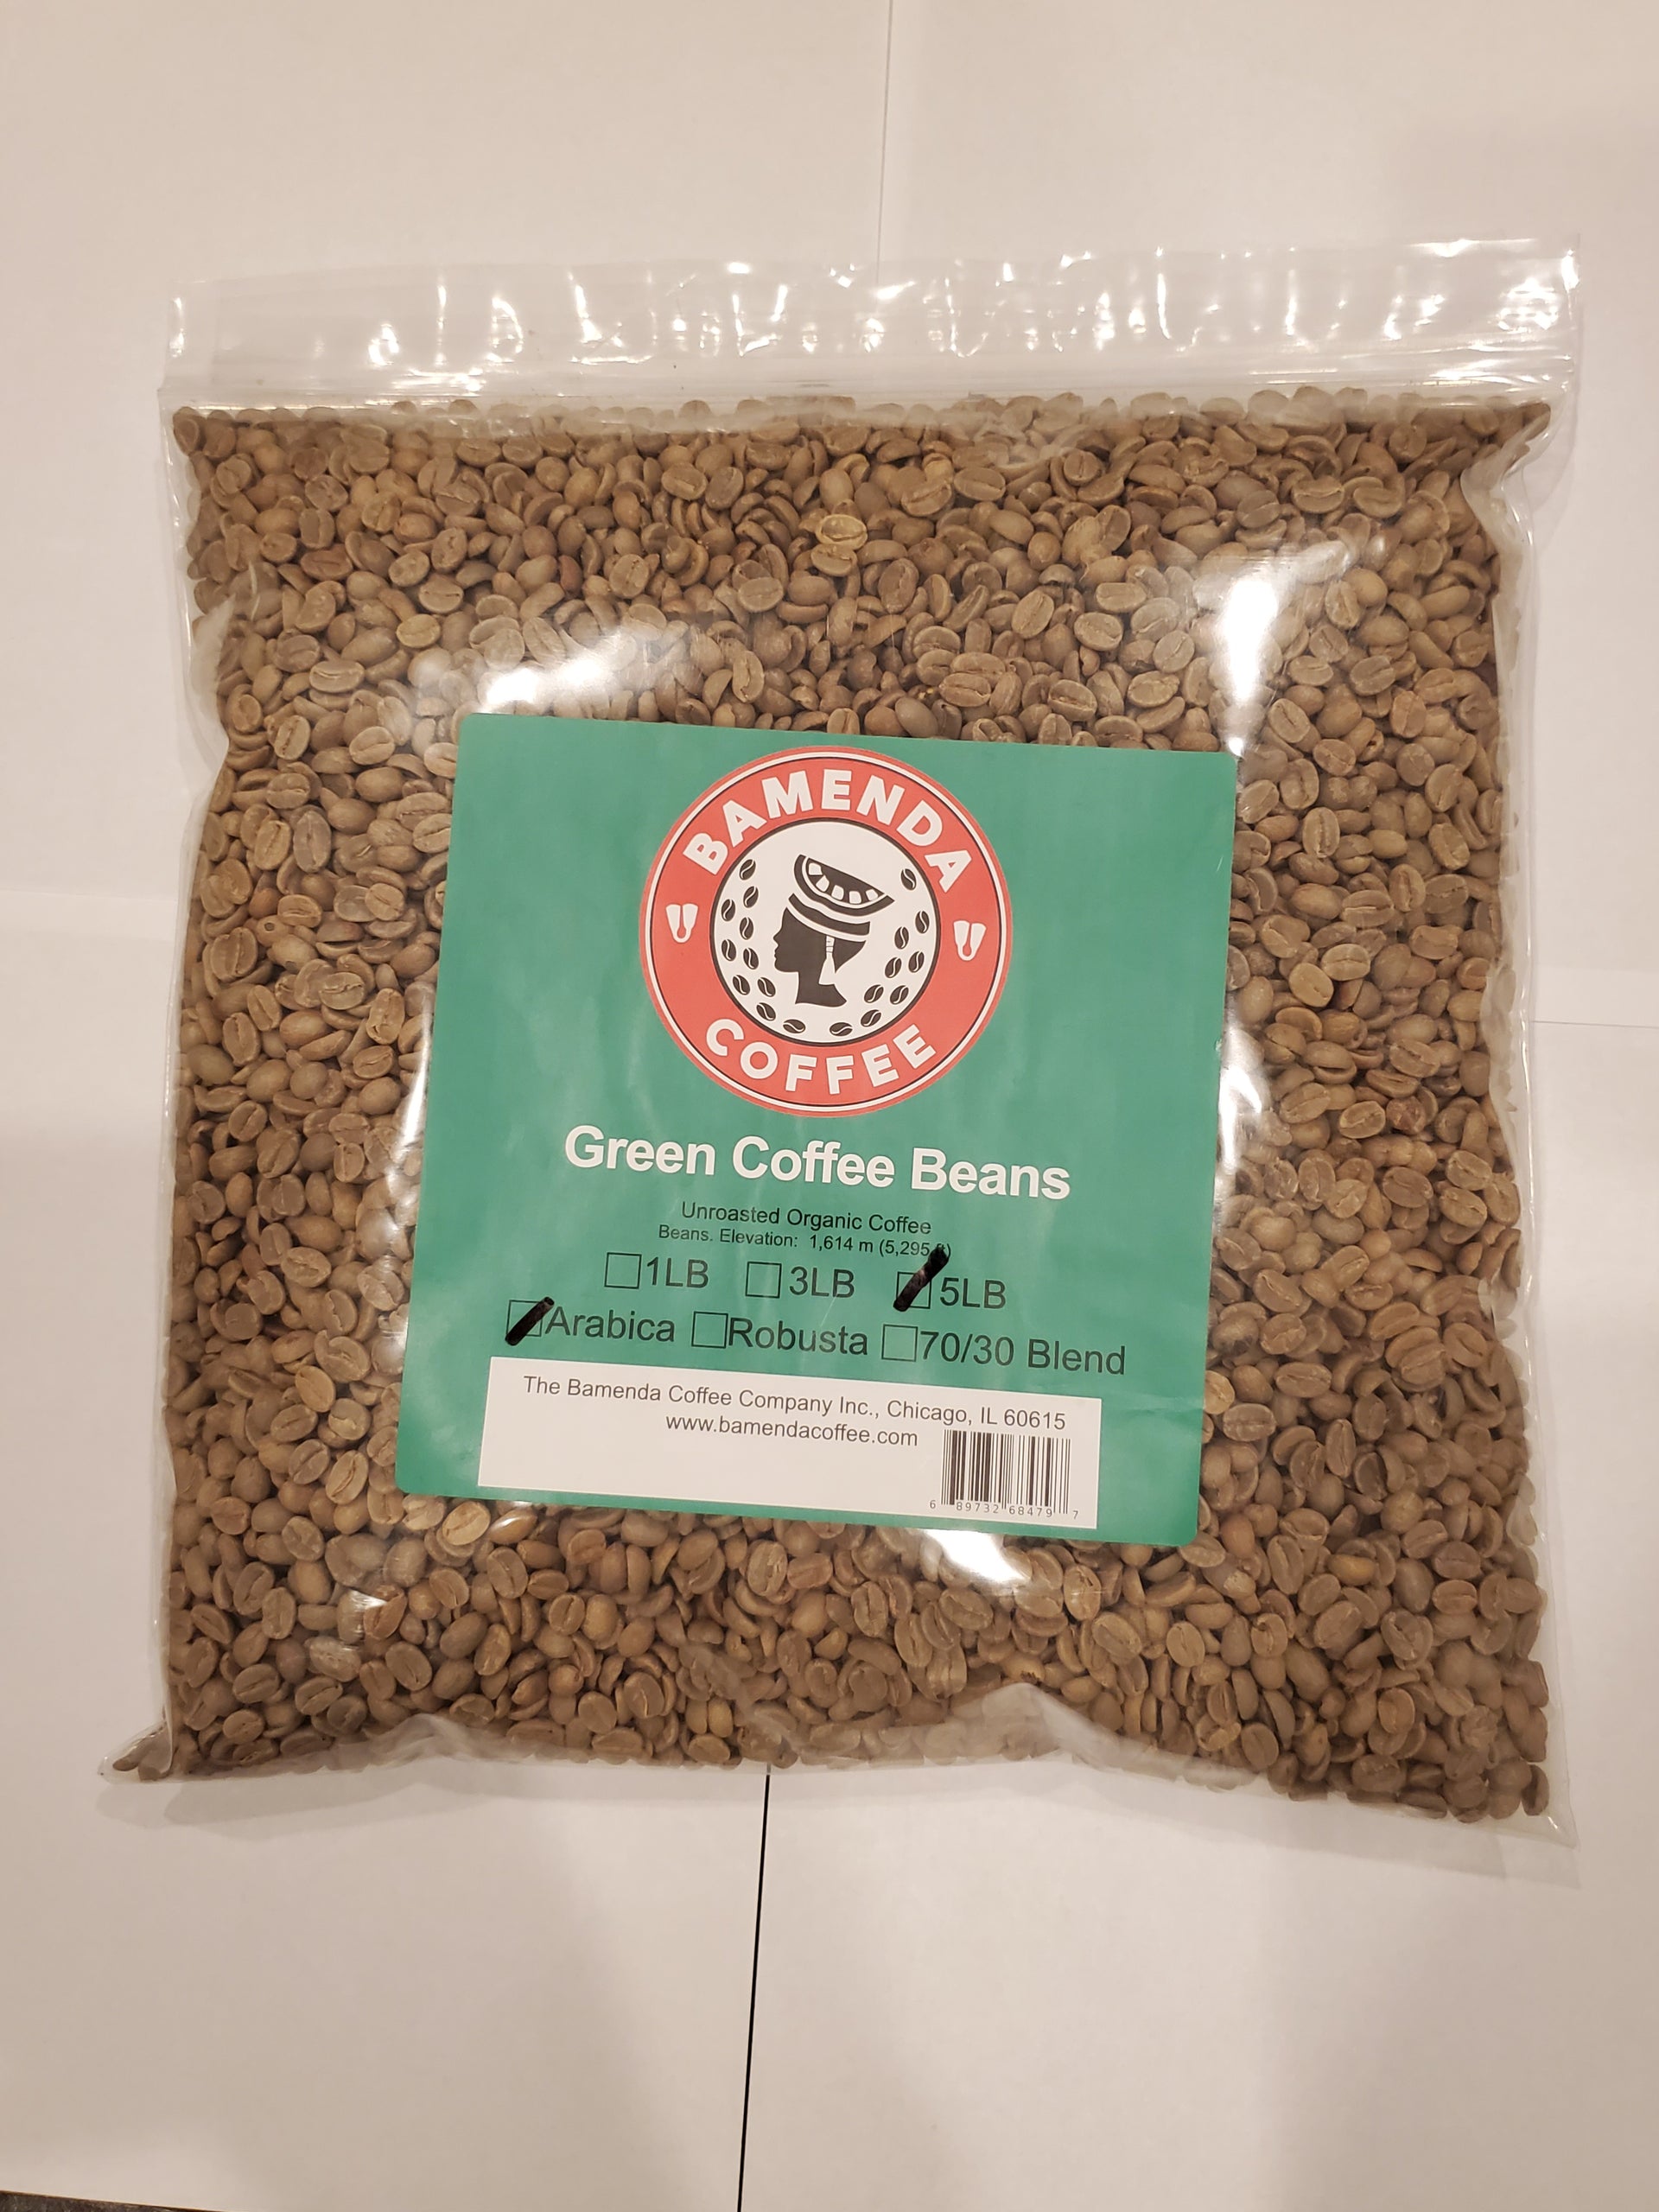 BAMENDA
COFFEE
Green Coffee Beans
Unroasted Organic Coffee
Beans. Elevation: 1,614 m (5,295 ft)
1LB 3LB 5LB
Arabica Robusta 70/30 Blend
The Bamenda Coffee Company Inc., Chicago, IL 60615
www.bamendacoffee.com
6 89732 68479 7